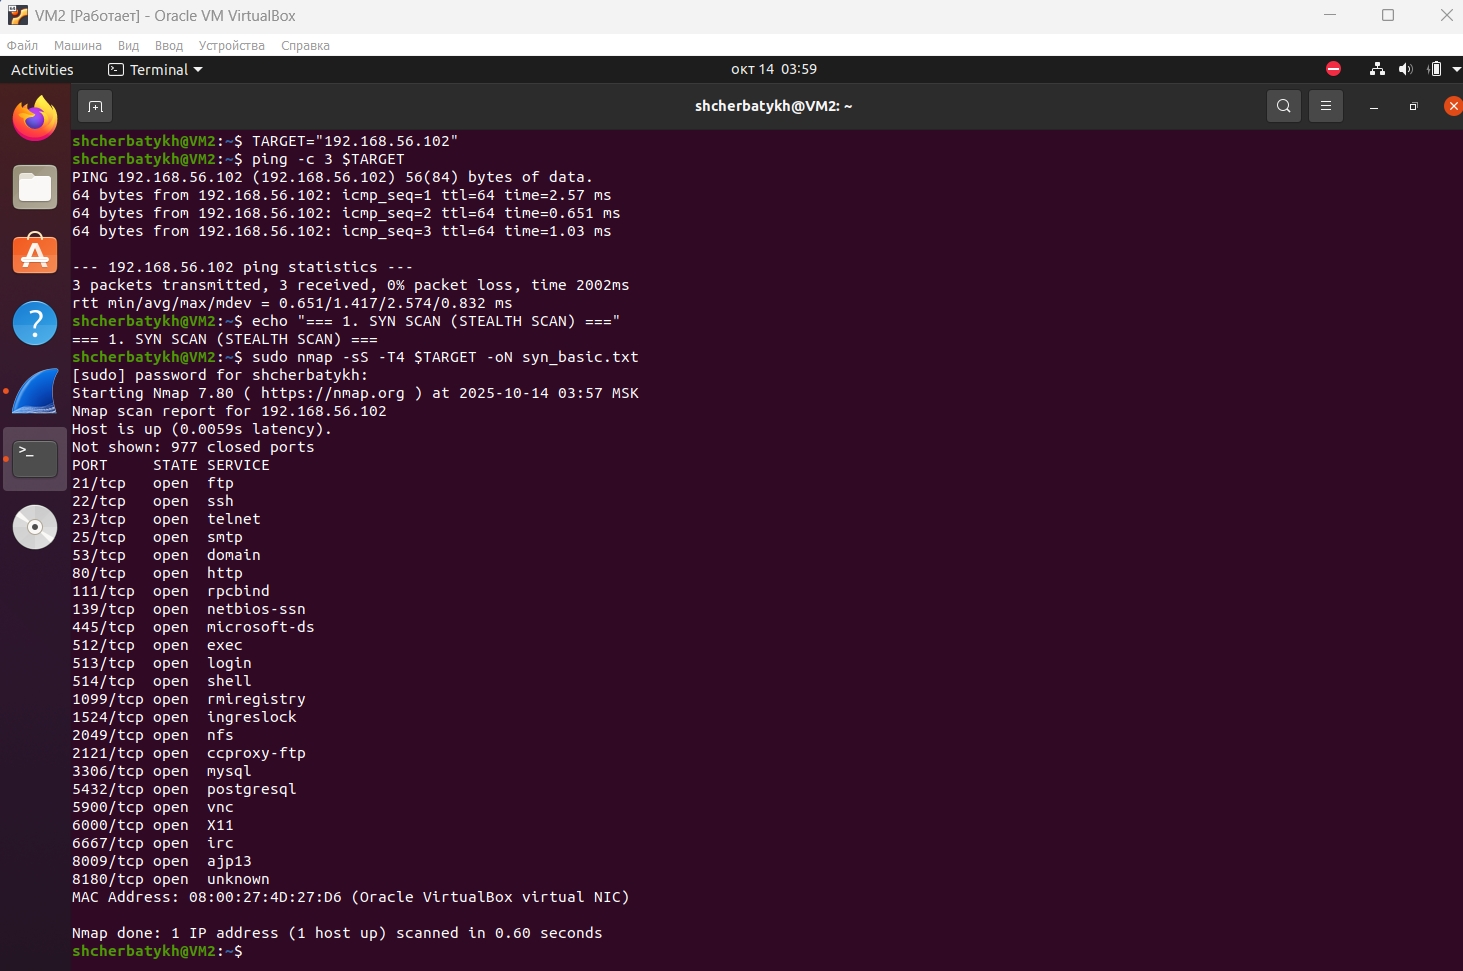 VM2 [Работает] - Oracle VM VirtualBox
Файл Машина Вид Ввод Устройства Справка
Activities Terminal окт 14 03:59
shcherbatykh@VM2: ~
shcherbatykh@VM2:~$ TARGET="192.168.56.102"
shcherbatykh@VM2:~$ ping -c 3 $TARGET
PING 192.168.56.102 (192.168.56.102) 56(84) bytes of data.
64 bytes from 192.168.56.102: icmp_seq=1 ttl=64 time=2.57 ms
64 bytes from 192.168.56.102: icmp_seq=2 ttl=64 time=0.651 ms
64 bytes from 192.168.56.102: icmp_seq=3 ttl=64 time=1.03 ms
--- 192.168.56.102 ping statistics ---
3 packets transmitted, 3 received, 0% packet loss, time 2002ms
rtt min/avg/max/mdev = 0.651/1.417/2.574/0.832 ms
shcherbatykh@VM2:~$ echo "=== 1. SYN SCAN (STEALTH SCAN) ==="
=== 1. SYN SCAN (STEALTH SCAN) ===
shcherbatykh@VM2:~$ sudo nmap -sS -T4 $TARGET -oN syn_basic.txt
[sudo] password for shcherbatykh:
Starting Nmap 7.80 ( https://nmap.org ) at 2025-10-14 03:57 MSK
Nmap scan report for 192.168.56.102
Host is up (0.0059s latency).
Not shown: 977 closed ports
PORT     STATE SERVICE
21/tcp   open  ftp
22/tcp   open  ssh
23/tcp   open  telnet
25/tcp   open  smtp
53/tcp   open  domain
80/tcp   open  http
111/tcp  open  rpcbind
139/tcp  open  netbios-ssn
445/tcp  open  microsoft-ds
512/tcp  open  exec
513/tcp  open  login
514/tcp  open  shell
1099/tcp open  rmiregistry
1524/tcp open  ingreslock
2049/tcp open  nfs
2121/tcp open  ccproxy-ftp
3306/tcp open  mysql
5432/tcp open  postgresql
5900/tcp open  vnc
6000/tcp open  X11
6667/tcp open  irc
8009/tcp open  ajp13
8180/tcp open  unknown
MAC Address: 08:00:27:4D:27:D6 (Oracle VirtualBox virtual NIC)
Nmap done: 1 IP address (1 host up) scanned in 0.60 seconds
shcherbatykh@VM2:~$